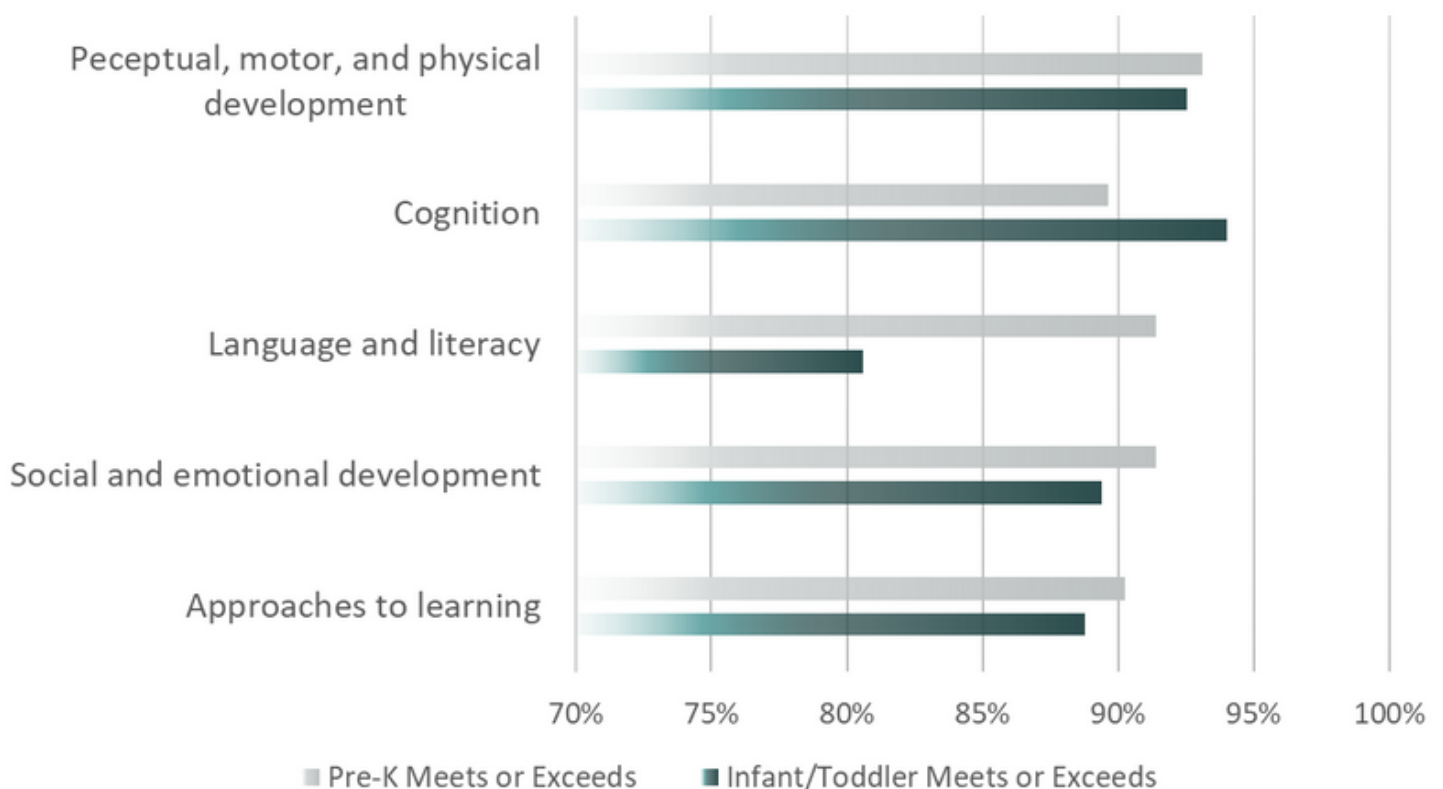 Peceptual, motor, and physical
development
Cognition
Language and literacy
Social and emotional development
Approaches to learning
70% 75% 80% 85% 90% 95% 100%
Pre-K Meets or Exceeds Infant/Toddler Meets or Exceeds